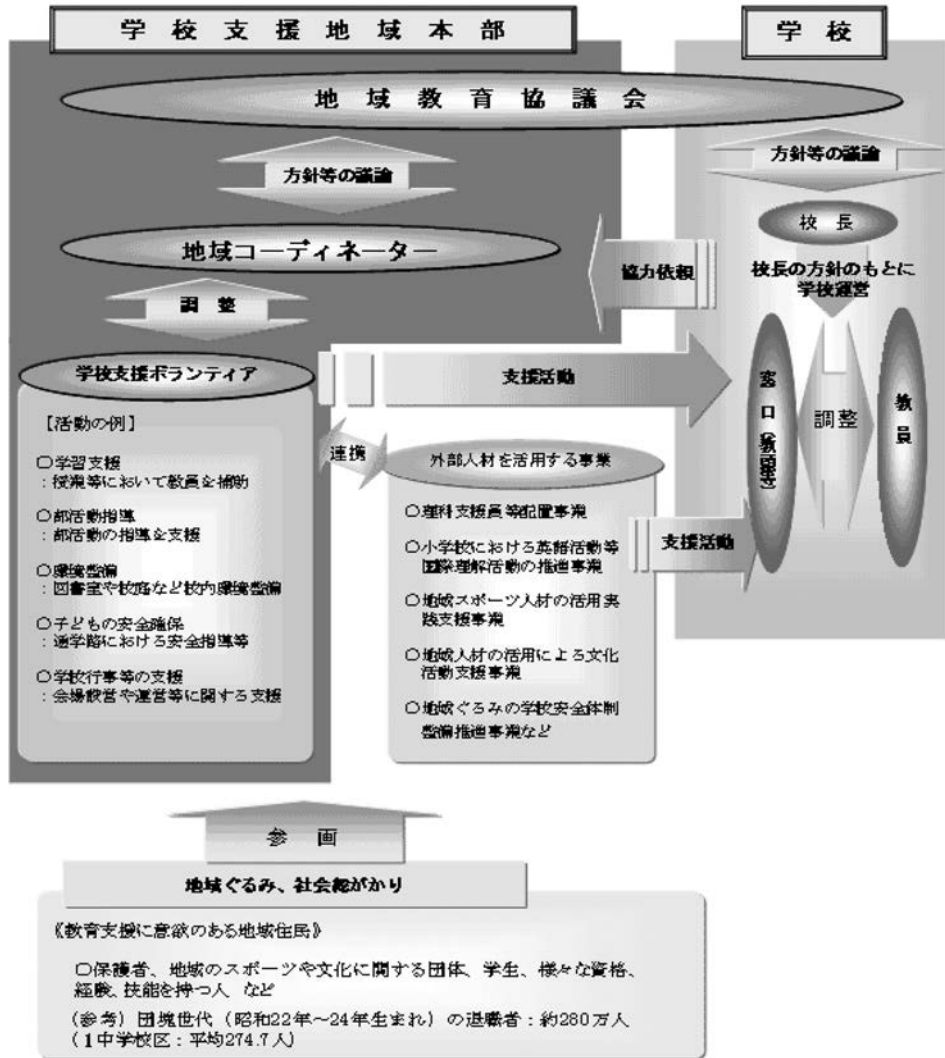 学校支援地域本部
学校
地域教育協議会
方針等の議論
方針等の議論
校長
地域コーディネーター
協力依頼
校長の方針のもとに
学校運営
調整
学校支援ボランティア
支援活動
窓口（教頭等）
調整
教員
【活動の例】
○学習支援
：授業等において教員を補助
○部活動指導
：部活動の指導を支援
○環境整備
：図書室や校庭など校内環境整備
○子どもの安全確保
：通学路における安全指導等
○学校行事等の支援
：会場設営や運営等に関する支援
連携
外部人材を活用する事業
○理科支援員等配置事業
○小学校における英語活動等
国際理解活動の推進事業
○地域スポーツ人材の活用実
践支援事業
○地域人材の活用による文化
活動支援事業
○地域ぐるみの学校安全体制
整備推進事業など
支援活動
参画
地域ぐるみ、社会総がかり
《教育支援に意欲のある地域住民》
○保護者、地域のスポーツや文化に関する団体、学生、様々な資格、
経験、技能を持つ人 など
（参考）団塊世代（昭和22年～24年生まれ）の退職者：約280万人
（1中学校区：平均274.7人）